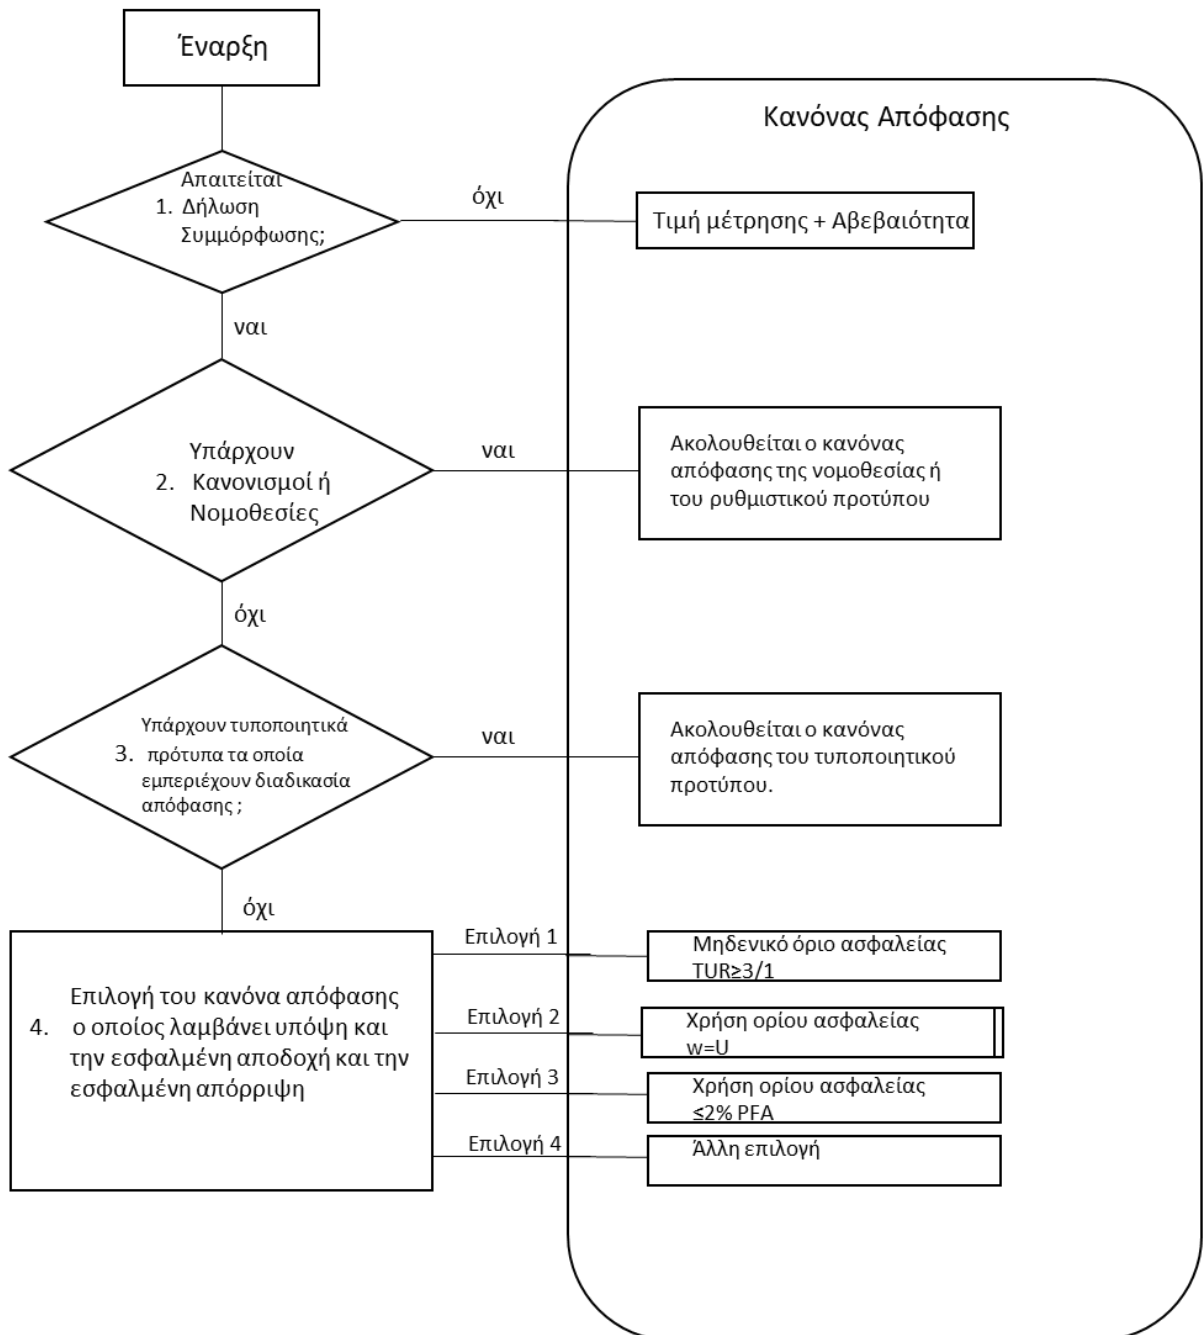 Έναρξη
Κανόνας Απόφασης
Απαιτείται
1. Δήλωση
Συμμόρφωσης;
όχι
Τιμή μέτρησης + Αβεβαιότητα
ναι
Υπάρχουν
2. Κανονισμοί ή
Νομοθεσίες
ναι
Ακολουθείται ο κανόνας
απόφασης της νομοθεσίας ή
του ρυθμιστικού προτύπου
όχι
Υπάρχουν τυποποιητικά
3. πρότυπα τα οποία
εμπεριέχουν διαδικασία
απόφασης ;
ναι
Ακολουθείται ο κανόνας
απόφασης του τυποποιητικού
προτύπου.
όχι
Επιλογή του κανόνα απόφασης
4. ο οποίος λαμβάνει υπόψη και
την εσφαλμένη αποδοχή και την
εσφαλμένη απόρριψη
Επιλογή 1
Μηδενικό όριο ασφαλείας
TUR≥3/1
Επιλογή 2
Χρήση ορίου ασφαλείας
w=U
Επιλογή 3
Χρήση ορίου ασφαλείας
≤2% PFA
Επιλογή 4
Άλλη επιλογή